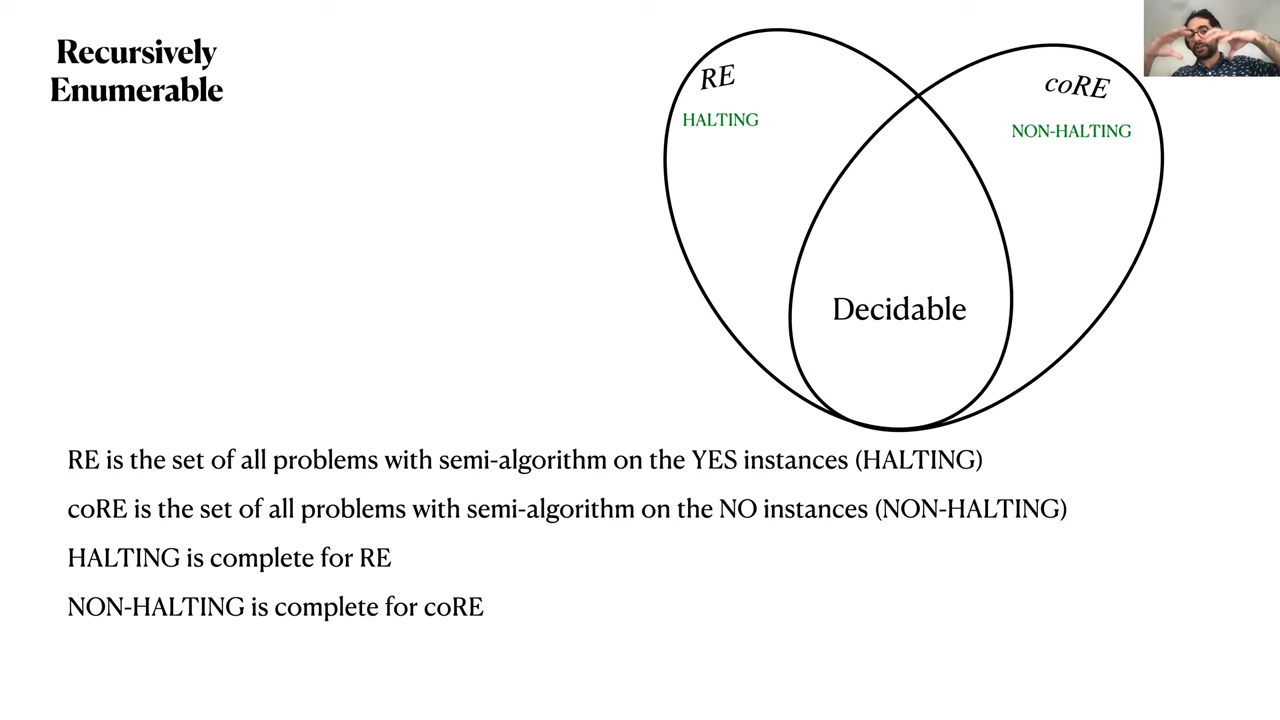 Recursively
Enumerable
RE
coRE
HALTING
NON-HALTING
Decidable
RE is the set of all problems with semi-algorithm on the YES instances (HALTING)
coRE is the set of all problems with semi-algorithm on the NO instances (NON-HALTING)
HALTING is complete for RE
NON-HALTING is complete for coRE